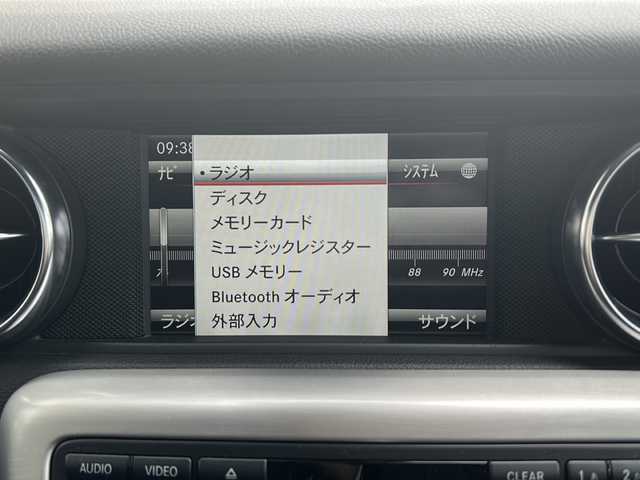 09:38
ナビ
システム
・ラジオ
ディスク
メモリーカード
ミュージックレジスター
USB メモリー
Bluetooth オーディオ
外部入力
88 90 MHz
サウンド
AUDIO VIDEO CLEAR 1 2